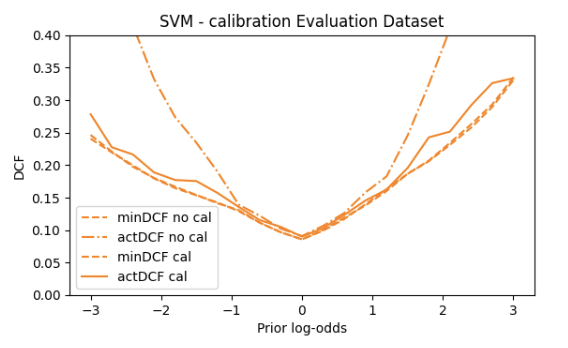 SVM - calibration Evaluation Dataset
0.40
0.35
0.30
0.25
0.20
0.15
0.10
0.05
0.00
DCF
minDCF no cal
actDCF no cal
minDCF cal
actDCF cal
−3
−2
−1
0
1
2
3
Prior log-odds